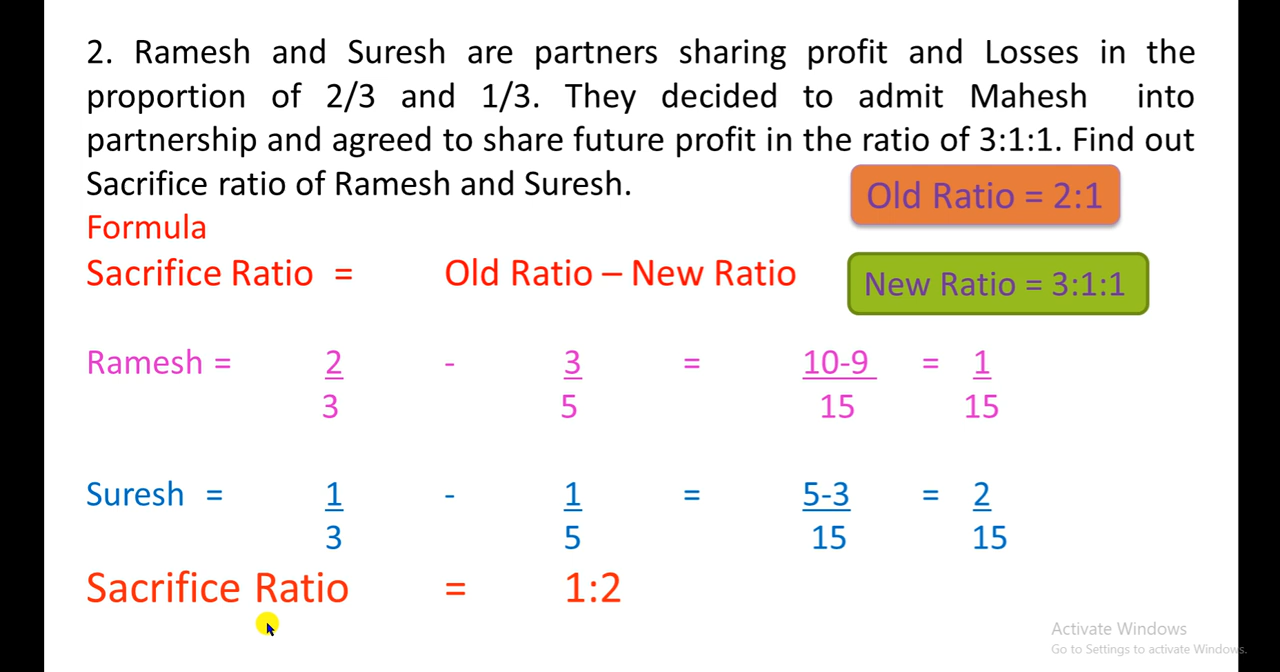 2. Ramesh and Suresh are partners sharing profit and Losses in the
proportion of 2/3 and 1/3. They decided to admit Mahesh into
partnership and agreed to share future profit in the ratio of 3:1:1. Find out
Sacrifice ratio of Ramesh and Suresh.
Old Ratio = 2:1
Formula
Sacrifice Ratio = Old Ratio – New Ratio
New Ratio = 3:1:1
Ramesh = 2 - 3 = 10-9 = 1
3 5 15 15
Suresh = 1 - 1 = 5-3 = 2
3 5 15 15
Sacrifice Ratio = 1:2
Activate Windows
Go to Settings to activate Windows.